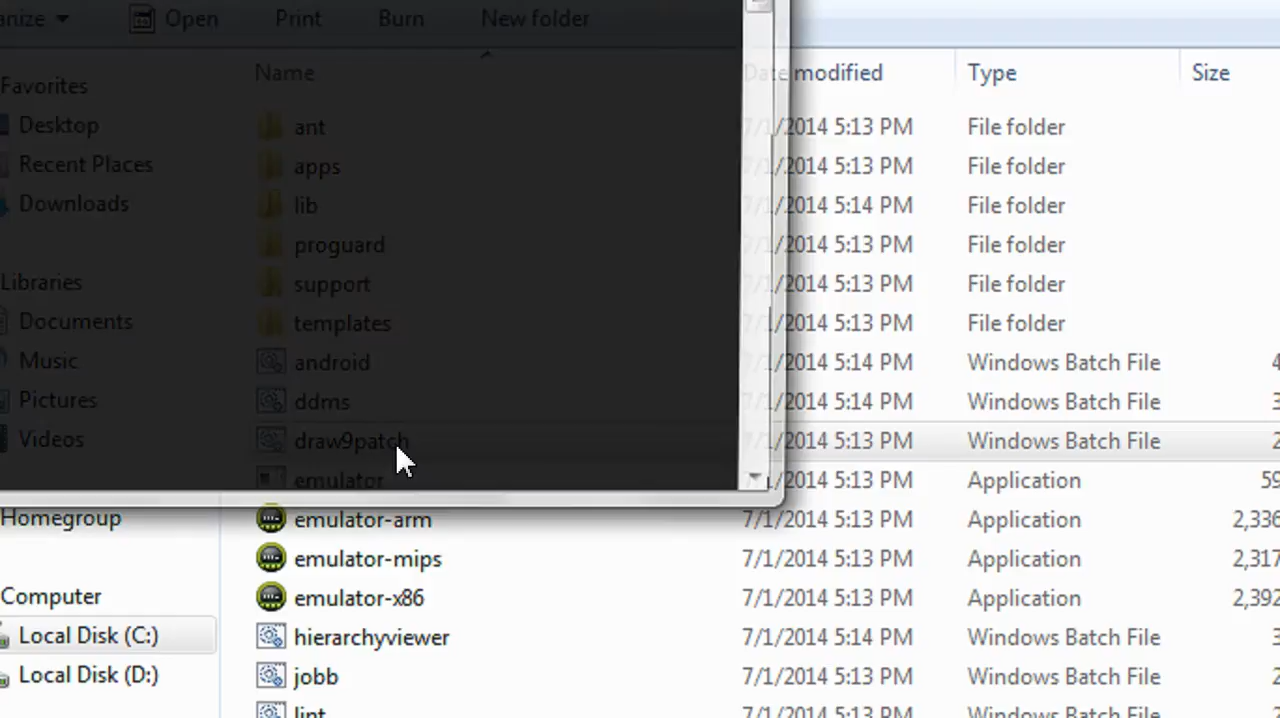 anize Open Print Burn New folder
Name Date modified Type Size
Favorites
Desktop
Recent Places
Downloads
Libraries
Documents
Music
Pictures
Videos
Homegroup
Computer
Local Disk (C:)
Local Disk (D:)
ant 7/1/2014 5:13 PM File folder
apps 7/1/2014 5:13 PM File folder
lib 7/1/2014 5:14 PM File folder
proguard 7/1/2014 5:13 PM File folder
support 7/1/2014 5:13 PM File folder
templates 7/1/2014 5:13 PM File folder
android 7/1/2014 5:14 PM Windows Batch File 4
ddms 7/1/2014 5:14 PM Windows Batch File 3
draw9patch 7/1/2014 5:13 PM Windows Batch File 2
emulator 7/1/2014 5:13 PM Application 59
emulator-arm 7/1/2014 5:13 PM Application 2,336
emulator-mips 7/1/2014 5:13 PM Application 2,317
emulator-x86 7/1/2014 5:13 PM Application 2,392
hierarchyviewer 7/1/2014 5:14 PM Windows Batch File 3
jobb 7/1/2014 5:13 PM Windows Batch File 2
lint 7/1/2014 5:13 PM Windows Batch File